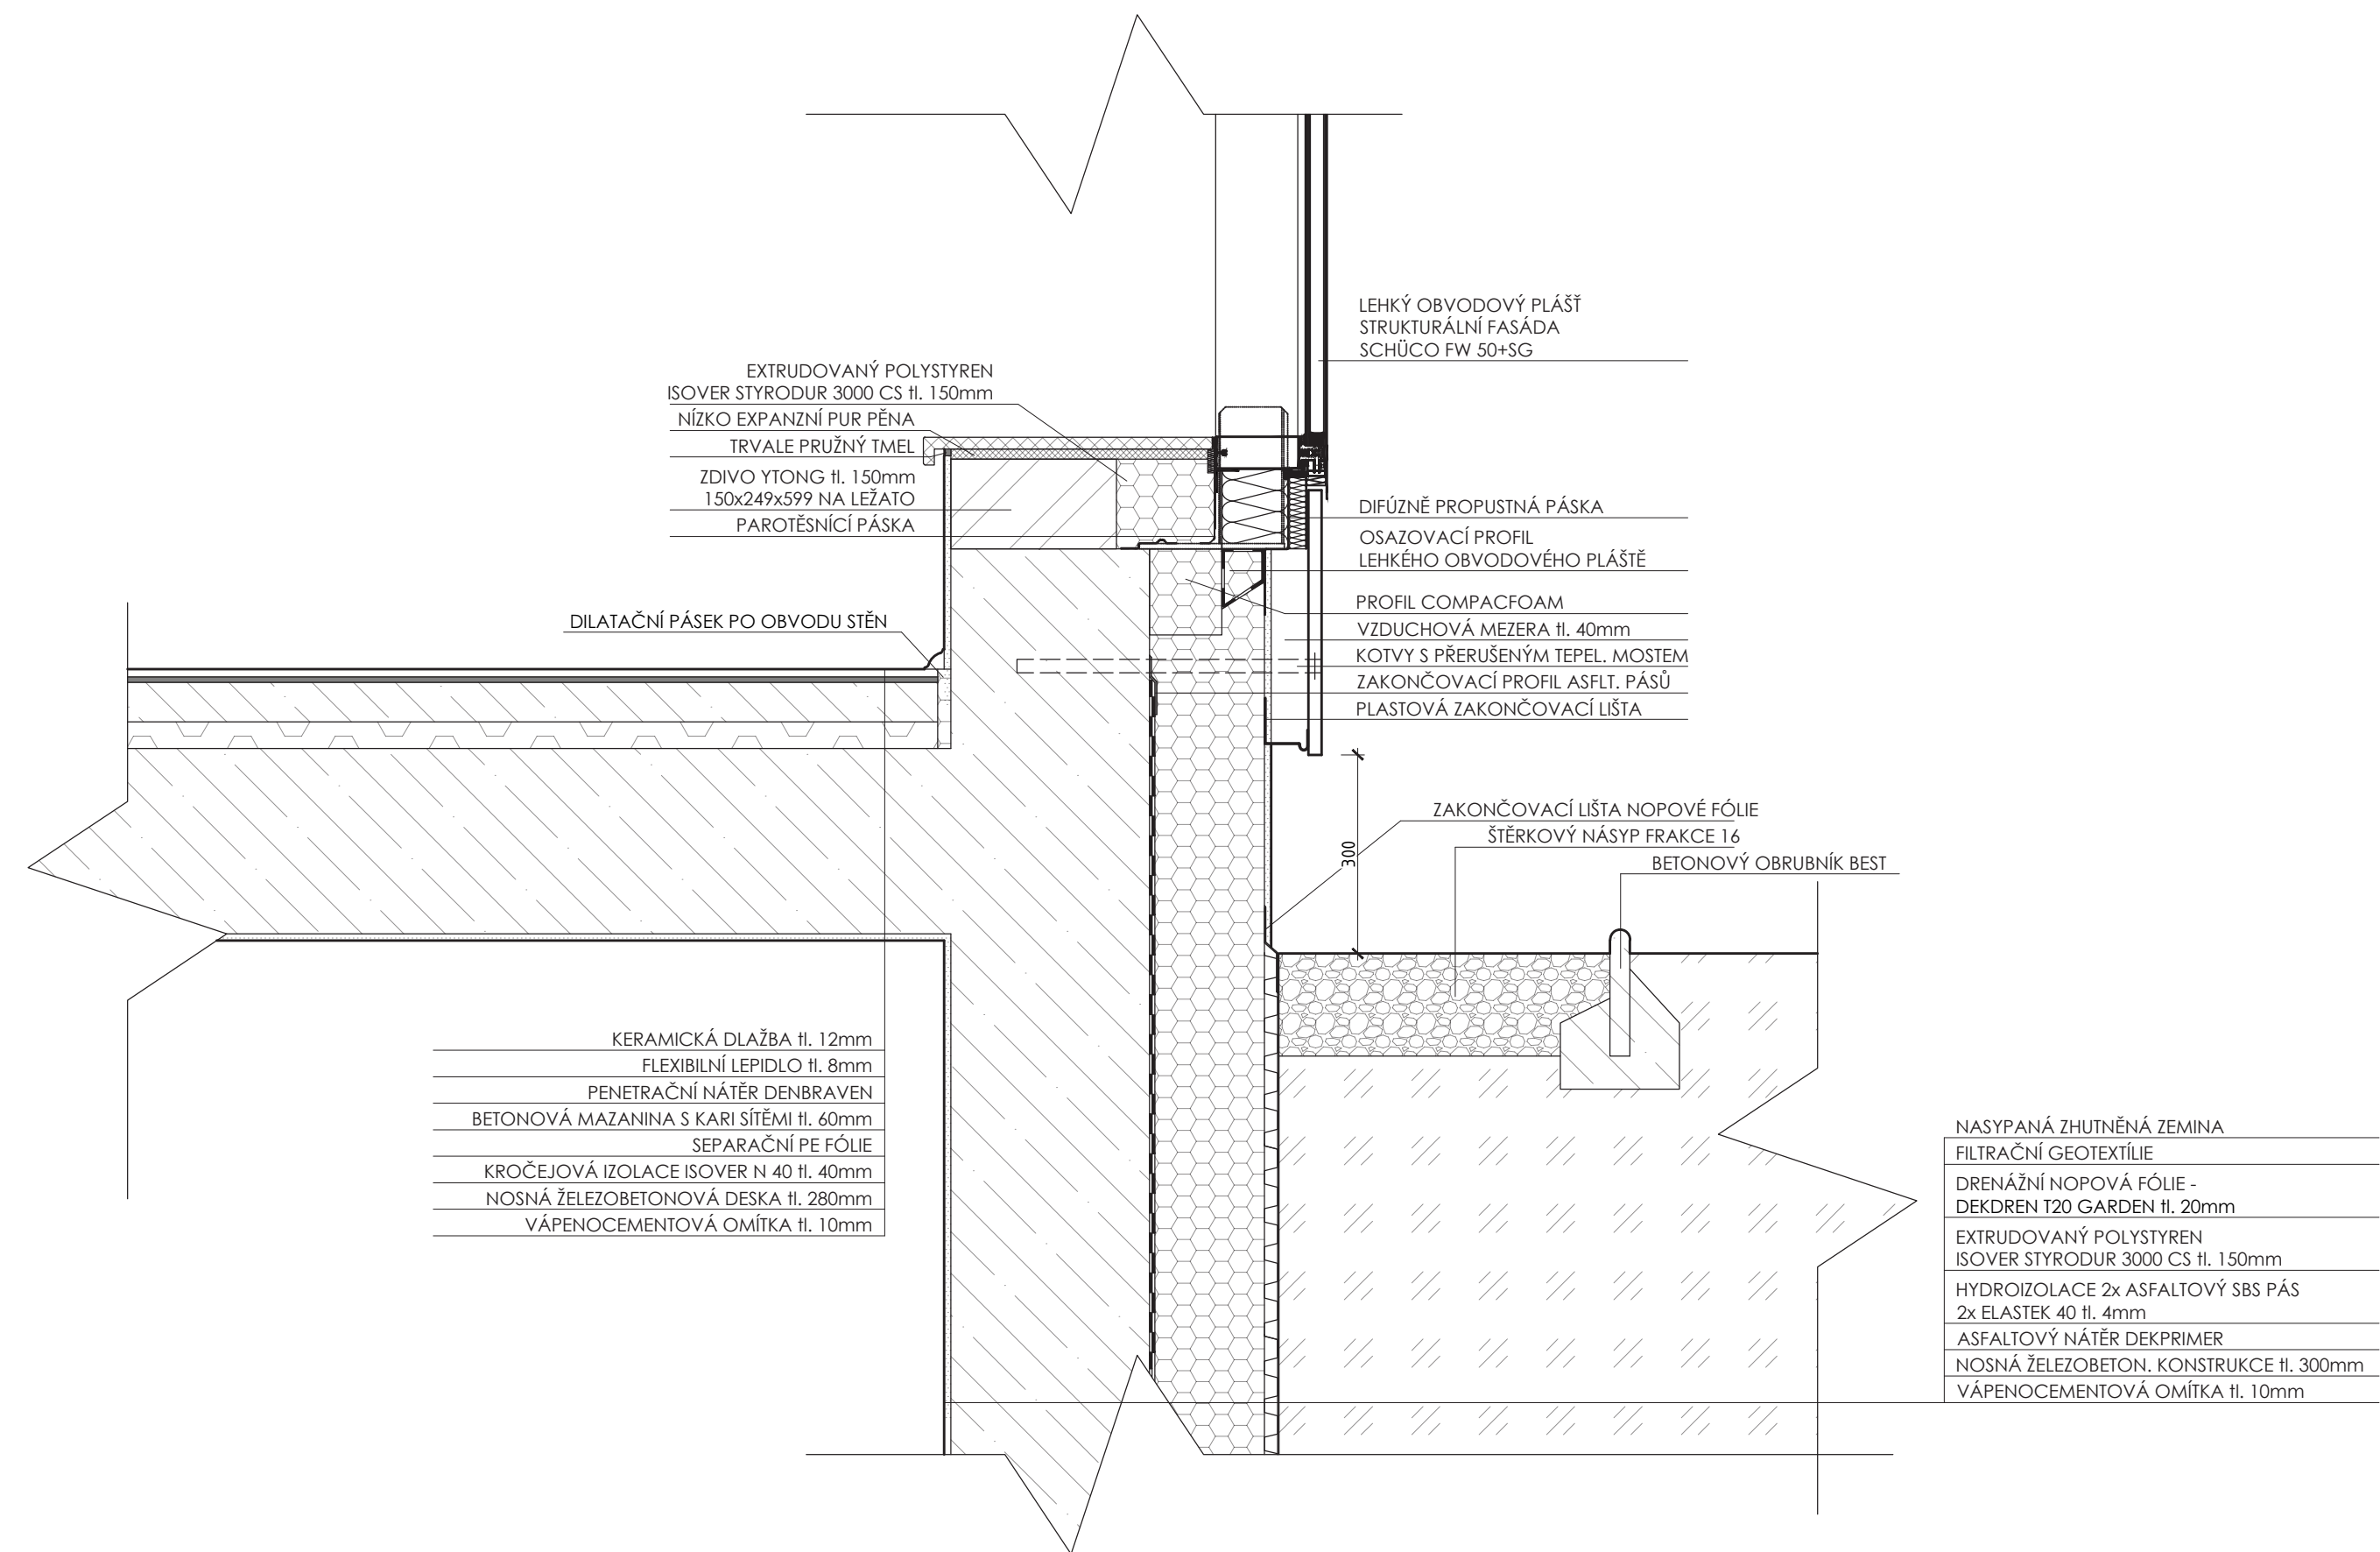 LEHKÝ OBVODOVÝ PLÁŠŤ
STRUKTURÁLNÍ FASÁDA
SCHÜCO FW 50+SG
EXTRUDOVANÝ POLYSTYREN
ISOVER STYRODUR 3000 CS tl. 150mm
NÍZKO EXPANZNÍ PUR PĚNA
TRVALE PRUŽNÝ TMEL
ZDIVO YTONG tl. 150mm
150x249x599 NA LEŽATO
PAROTĚSNÍCÍ PÁSKA
DIFÚZNĚ PROPUSTNÁ PÁSKA
OSAZOVACÍ PROFIL
LEHKÉHO OBVODOVÉHO PLÁŠTĚ
PROFIL COMPACFOAM
VZDUCHOVÁ MEZERA tl. 40mm
KOTVY S PŘERUŠENÝM TEPEL. MOSTEM
ZAKONČOVACÍ PROFIL ASFLT. PÁSŮ
PLASTOVÁ ZAKONČOVACÍ LIŠTA
DILATAČNÍ PÁSEK PO OBVODU STĚN
ZAKONČOVACÍ LIŠTA NOPOVÉ FÓLIE
ŠTĚRKOVÝ NÁSYP FRAKCE 16
BETONOVÝ OBRUBNÍK BEST
300
KERAMICKÁ DLAŽBA tl. 12mm
FLEXIBILNÍ LEPIDLO tl. 8mm
PENETRAČNÍ NÁTĚR DENBRAVEN
BETONOVÁ MAZANINA S KARI SÍTĚMI tl. 60mm
SEPARAČNÍ PE FÓLIE
KROČEJOVÁ IZOLACE ISOVER N 40 tl. 40mm
NOSNÁ ŽELEZOBETONOVÁ DESKA tl. 280mm
VÁPENOCEMENTOVÁ OMÍTKA tl. 10mm
NASYPANÁ ZHUTNĚNÁ ZEMINA
FILTRAČNÍ GEOTEXTÍLIE
DRENÁŽNÍ NOPOVÁ FÓLIE -
DEKDREN T20 GARDEN tl. 20mm
EXTRUDOVANÝ POLYSTYREN
ISOVER STYRODUR 3000 CS tl. 150mm
HYDROIZOLACE 2x ASFALTOVÝ SBS PÁS
2x ELASTEK 40 tl. 4mm
ASFALTOVÝ NÁTĚR DEKPRIMER
NOSNÁ ŽELEZOBETON. KONSTRUKCE tl. 300mm
VÁPENOCEMENTOVÁ OMÍTKA tl. 10mm